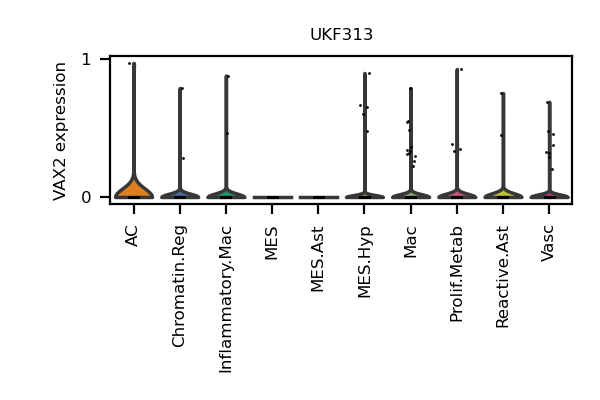 UKF313
VAX2 expression
1
0
AC
Chromatin.Reg
Inflammatory.Mac
MES
MES.Ast
MES.Hyp
Mac
Prolif.Metab
Reactive.Ast
Vasc